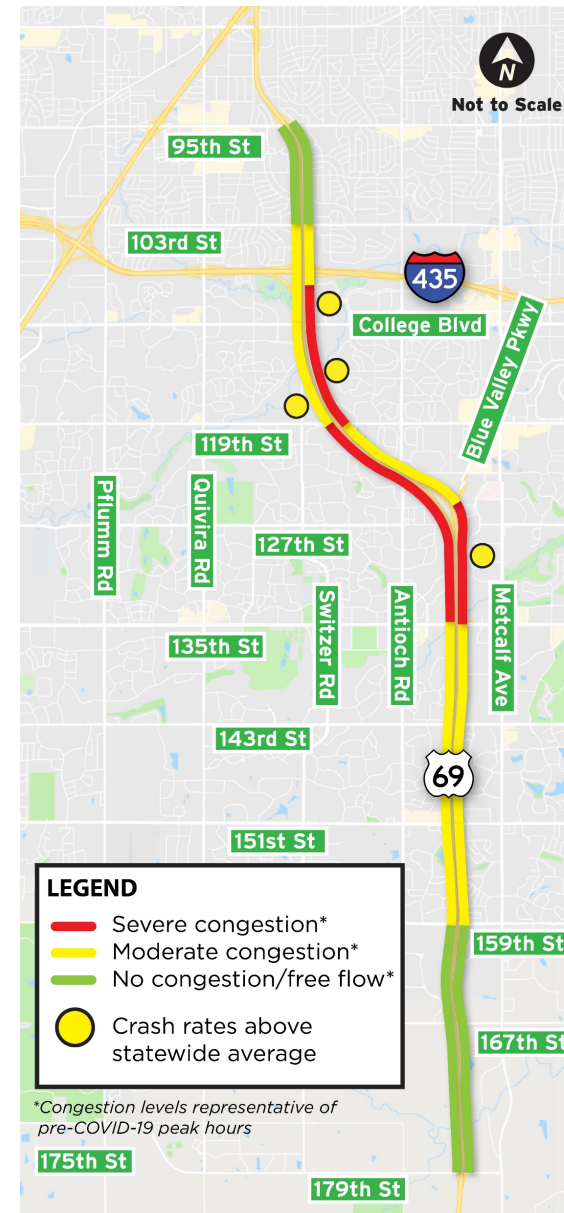 N
Not to Scale
95th St
103rd St
435
College Blvd
Blue Valley Pkwy
119th St
Pflumm Rd
Quivira Rd
127th St
Switzer Rd
Antioch Rd
Metcalf Ave
135th St
143rd St
69
151st St
LEGEND
Severe congestion*
Moderate congestion*
No congestion/free flow*
Crash rates above
statewide average
159th St
167th St
*Congestion levels representative of
pre-COVID-19 peak hours
175th St
179th St